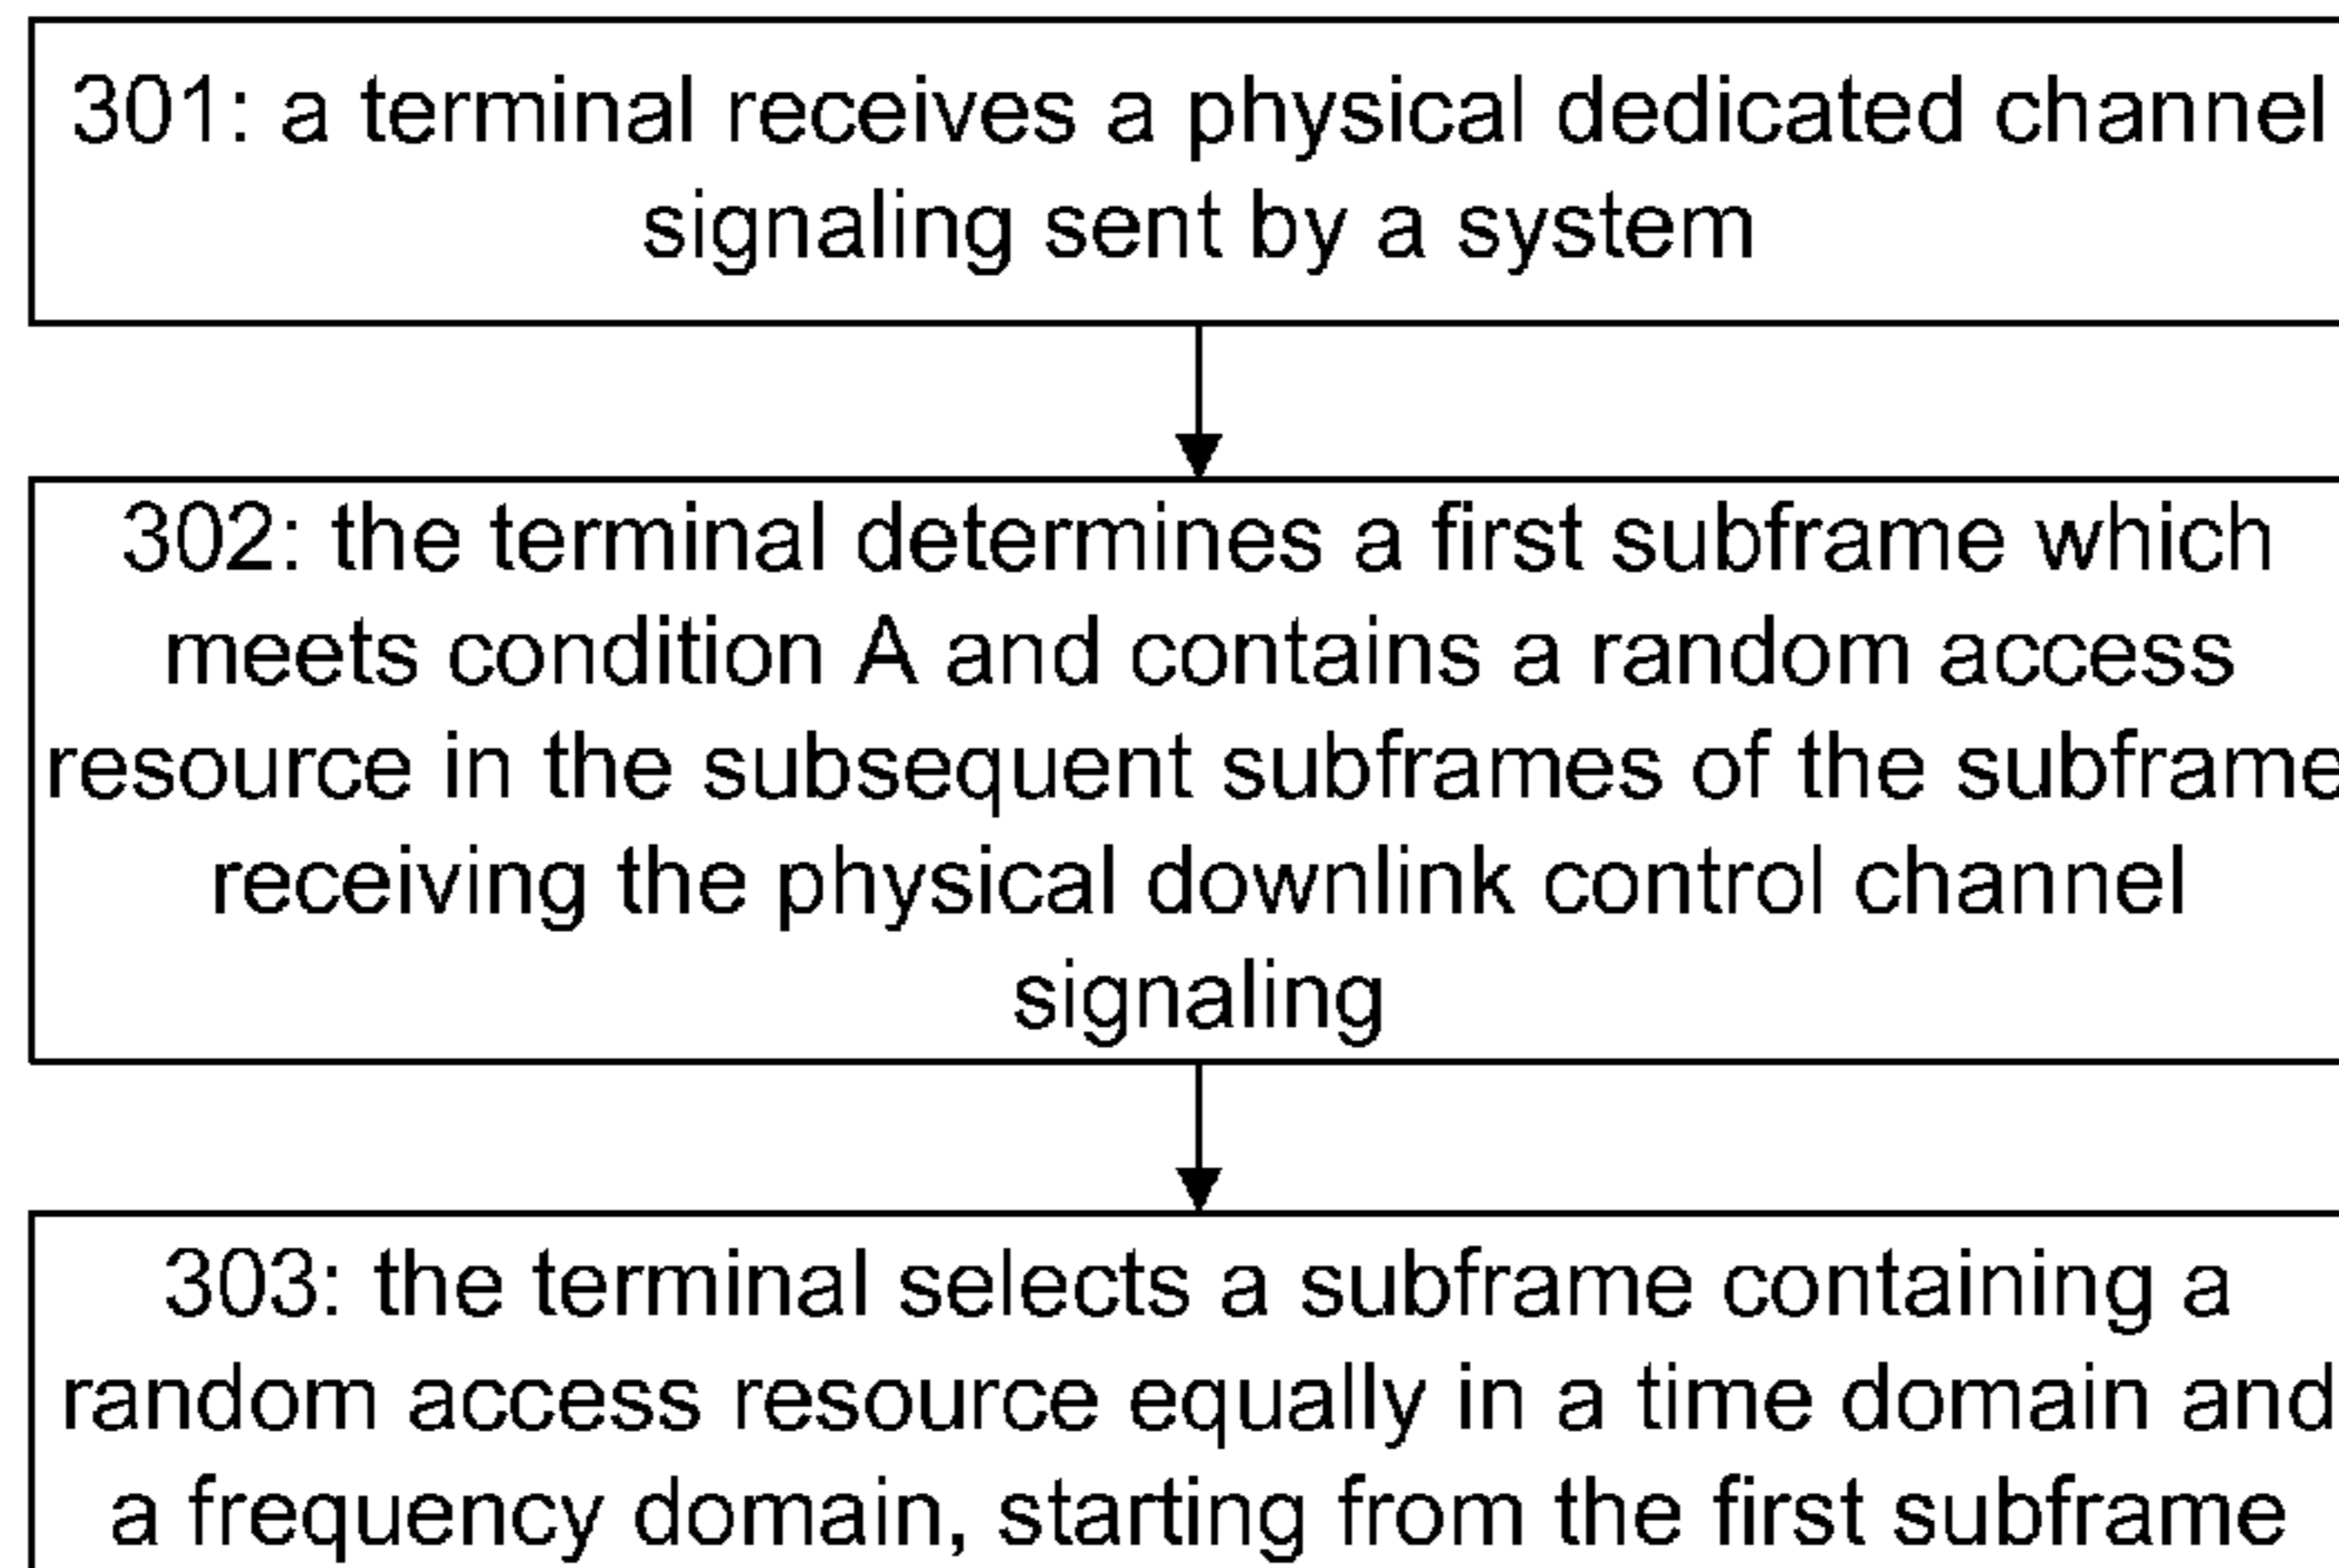 301: a terminal receives a physical dedicated channel
signaling sent by a system
302: the terminal determines a first subframe which
meets condition A and contains a random access
resource in the subsequent subframes of the subframe
receiving the physical downlink control channel
signaling
303: the terminal selects a subframe containing a
random access resource equally in a time domain and
a frequency domain, starting from the first subframe